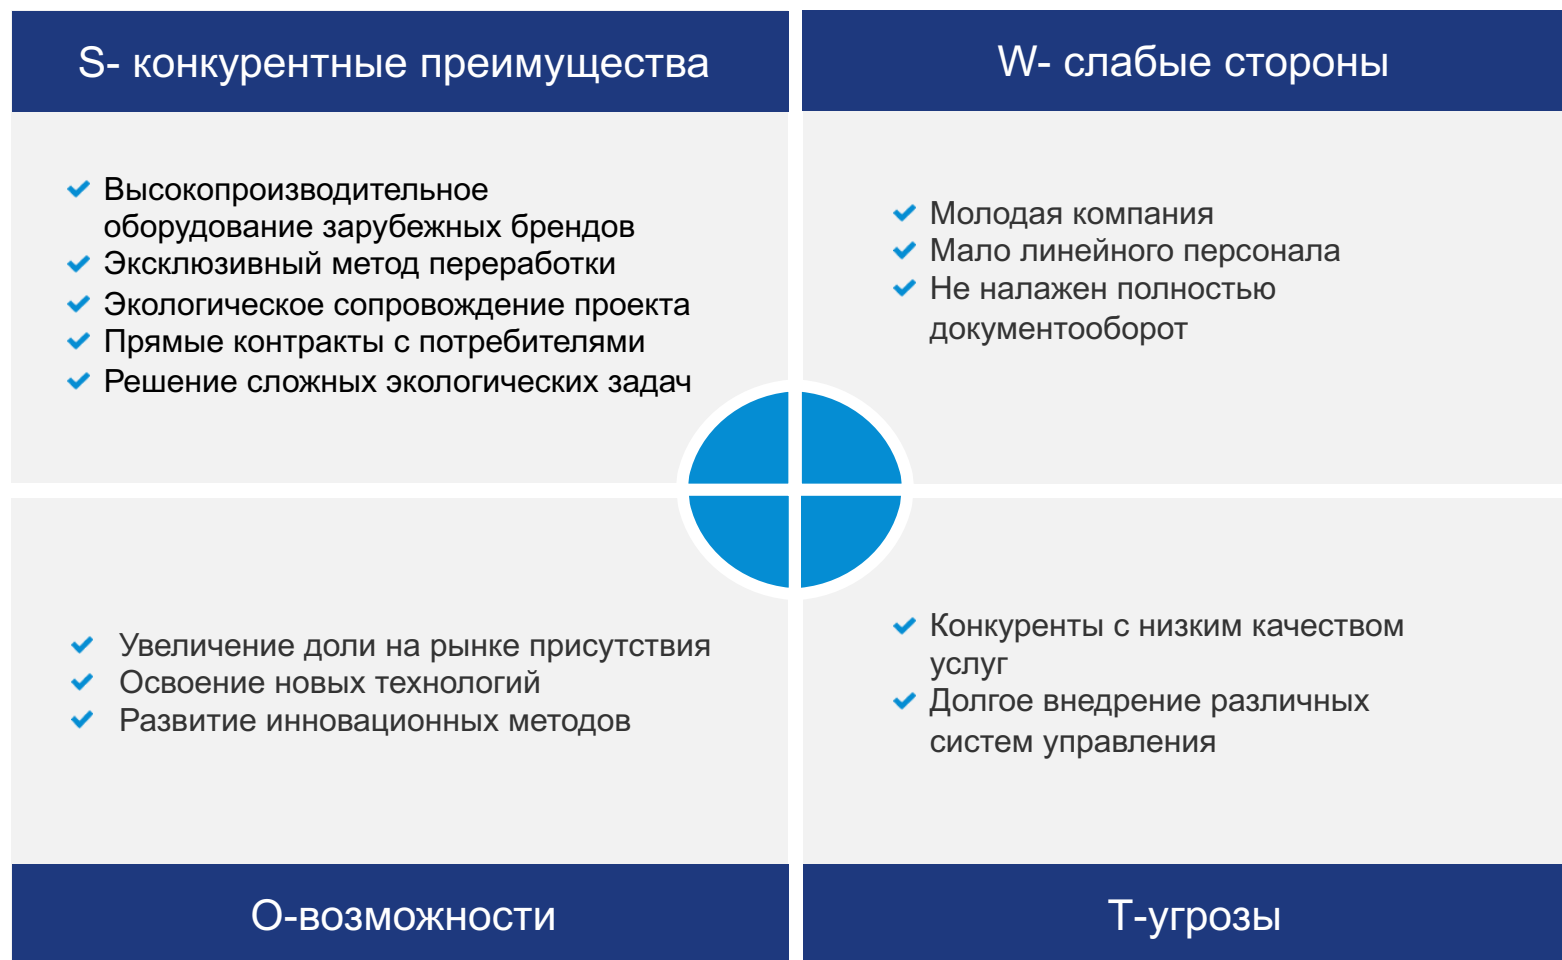 S- конкурентные преимущества
Высокопроизводительное
оборудование зарубежных брендов
Эксклюзивный метод переработки
Экологическое сопровождение проекта
Прямые контракты с потребителями
Решение сложных экологических задач
W- слабые стороны
Молодая компания
Мало линейного персонала
Не налажен полностью
документооборот
Увеличение доли на рынке присутствия
Освоение новых технологий
Развитие инновационных методов
О-возможности
Конкуренты с низким качеством
услуг
Долгое внедрение различных
систем управления
Т-угрозы